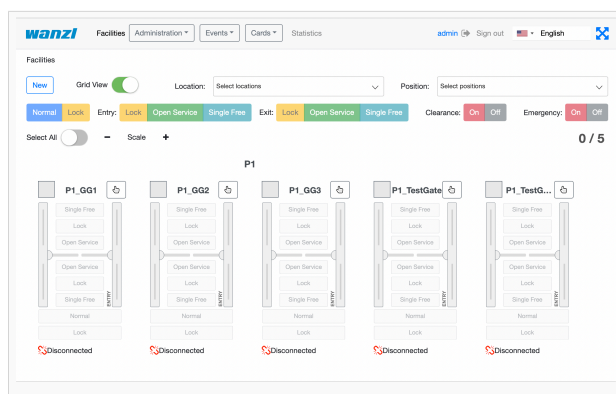 wanzl Facilities Administration Events Cards Statistics admin Sign out English
Facilities
New Grid View Location: Select locations Position: Select positions
Normal Lock Entry: Lock Open Service Single Free Exit: Lock Open Service Single Free Clearance: On Off Emergency: On Off
Select All − Scale + 0 / 5
P1
P1_GG1 P1_GG2 P1_GG3 P1_TestGate P1_TestG...
Single Free Single Free Single Free Single Free Single Free
Lock Lock Lock Lock Lock
Open Service Open Service Open Service Open Service Open Service
Open Service Open Service Open Service Open Service Open Service
Lock Lock Lock Lock Lock
Single Free ENTRY Single Free ENTRY Single Free ENTRY Single Free ENTRY Single Free ENTRY
Normal Normal Normal Normal Normal
Lock Lock Lock Lock Lock
Disconnected Disconnected Disconnected Disconnected Disconnected